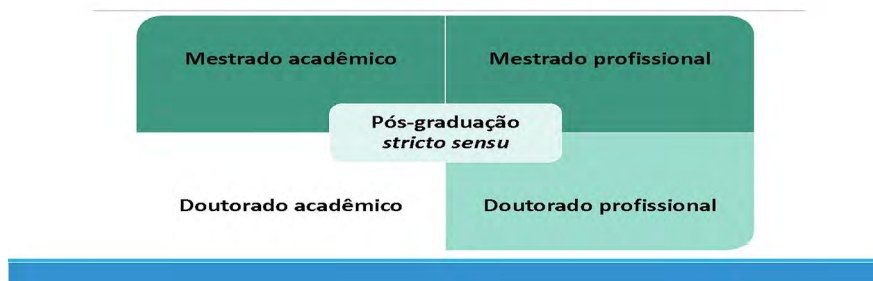 Mestrado acadêmico
Mestrado profissional
Pós-graduação
stricto sensu
Doutorado acadêmico
Doutorado profissional